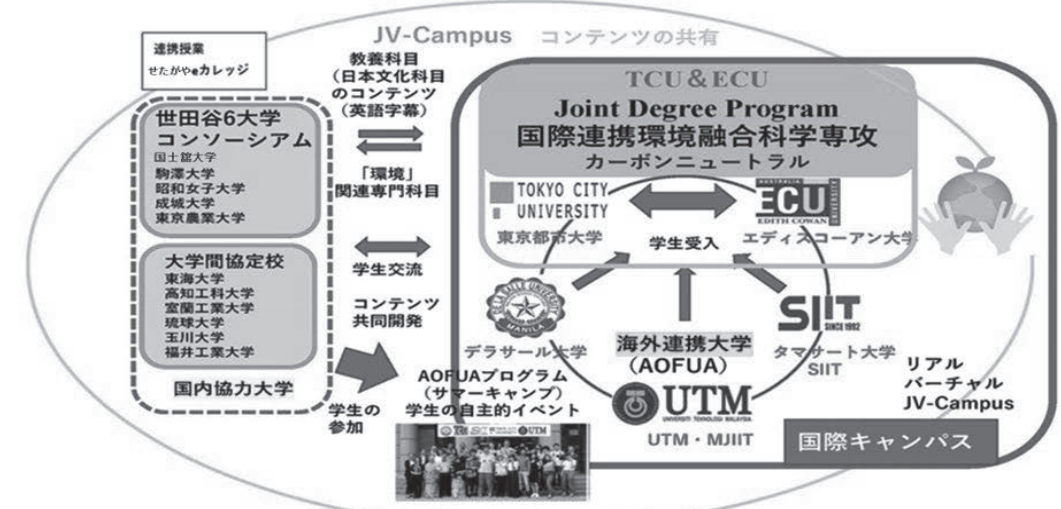 JV-Campus コンテンツの共有
連携授業
せたがやeカレッジ
世田谷6大学
コンソーシアム
国士舘大学
駒澤大学
昭和女子大学
成城大学
東京農業大学
大学間協定校
東海大学
高知工科大学
室蘭工業大学
琉球大学
玉川大学
福井工業大学
国内協力大学
教養科目
(日本文化科目
のコンテンツ
(英語字幕)
「環境」
関連専門科目
学生交流
コンテンツ
共同開発
学生の
参加
AOFUAプログラム
(サマーキャンプ)
学生の自主的イベント
TCU&ECU
Joint Degree Program
国際連携環境融合科学専攻
カーボンニュートラル
TOKYO CITY
UNIVERSITY
東京都市大学
学生受入
AUSTRALIA
ECU
UNIVERSITY
EDITH COWAN
エディスコーアン大学
DE LA SALLE UNIVERSITY
MANILA
デラサール大学
海外連携大学
(AOFUA)
SIIT
SINCE 1992
タマサート大学
SIIT
UTM
UNIVERSITI TEKNOLOGI MALAYSIA
UTM・MJIIT
リアル
バーチャル
JV-Campus
国際キャンパス
UTM